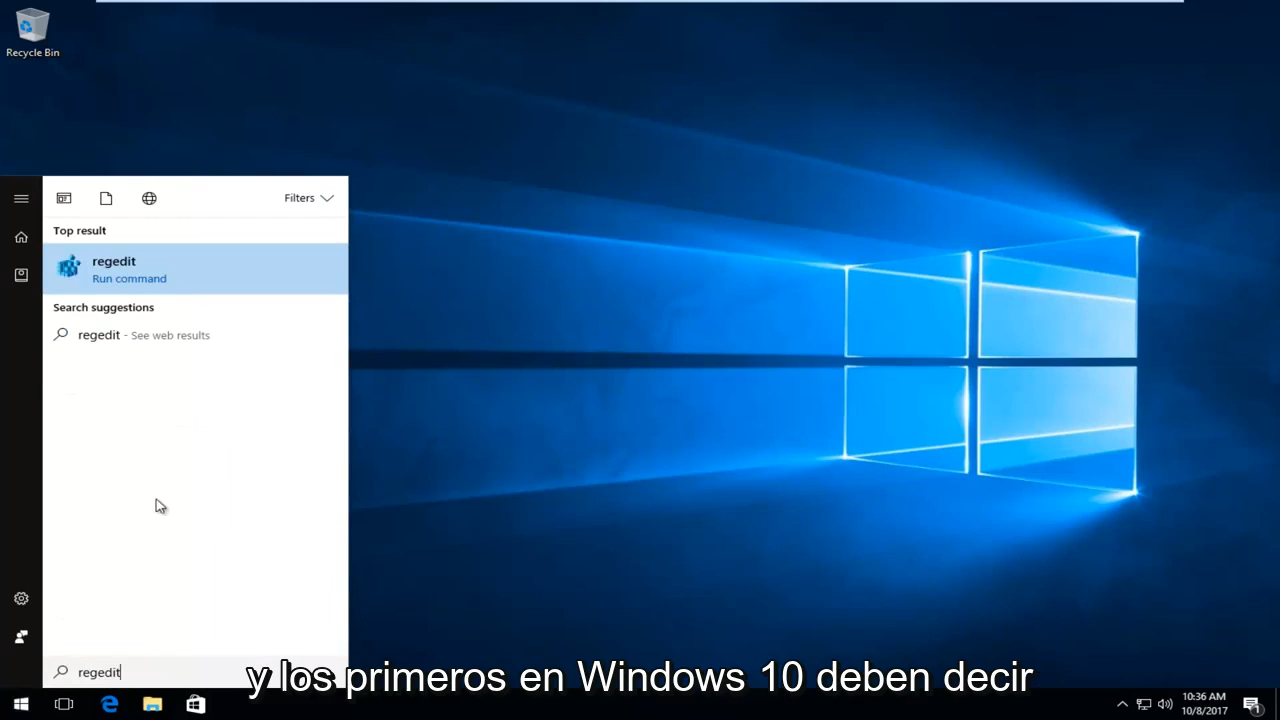 Recycle Bin
Filters
Top result
regedit
Run command
Search suggestions
regedit - See web results
regedit
y los primeros en Windows 10 deben decir
10:36 AM
10/8/2017
1